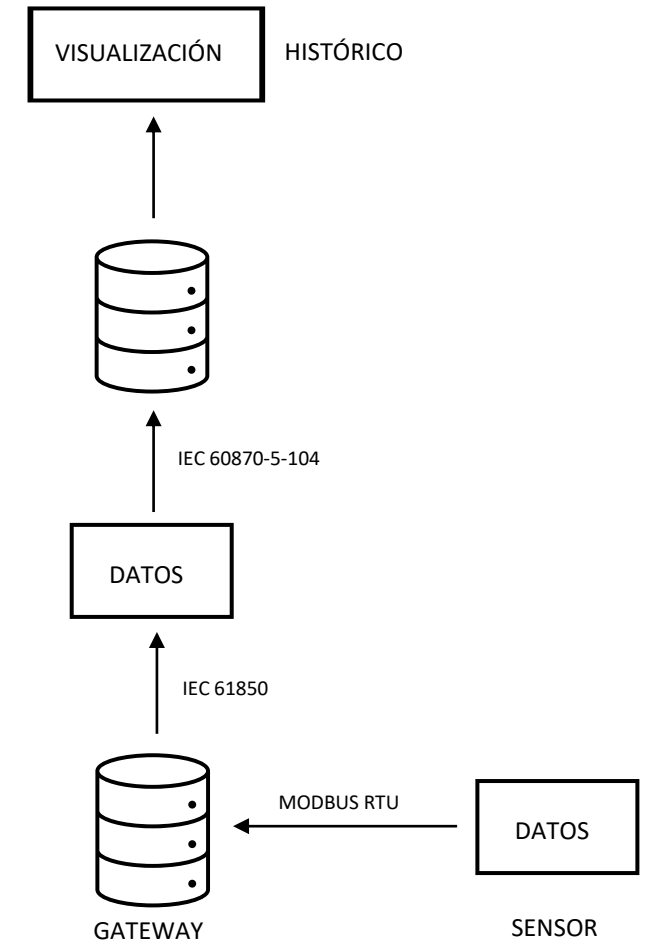 VISUALIZACIÓN
HISTÓRICO
IEC 60870-5-104
DATOS
IEC 61850
MODBUS RTU
DATOS
GATEWAY
SENSOR